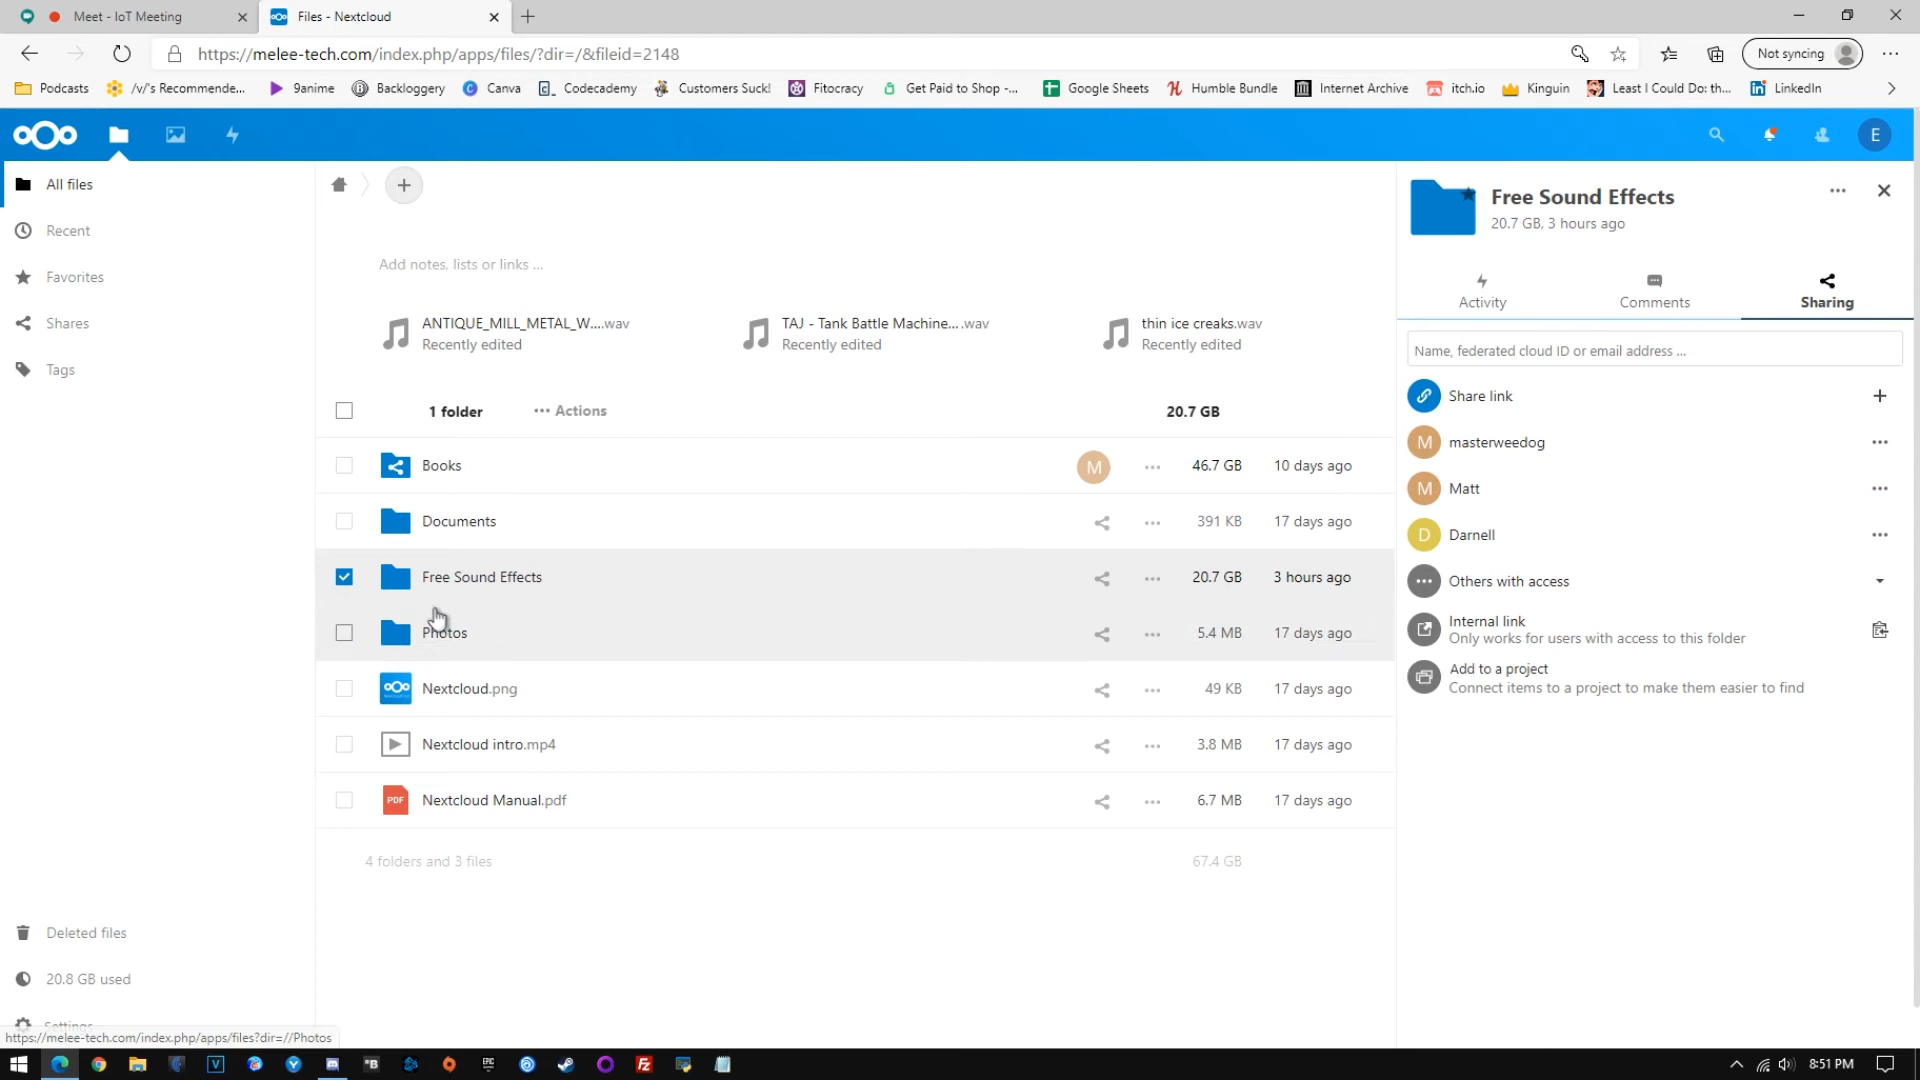 Meet - IoT Meeting
Files - Nextcloud
https://melee-tech.com/index.php/apps/files/?dir=/&fileid=2148
Not syncing
Podcasts
/v/'s Recommende...
9anime
Backloggery
Canva
Codecademy
Customers Suck!
Fitocracy
Get Paid to Shop -...
Google Sheets
Humble Bundle
Internet Archive
itch.io
Kinguin
Least I Could Do: th...
LinkedIn
E
All files
Recent
Favorites
Shares
Tags
Add notes, lists or links ...
ANTIQUE_MILL_METAL_W....wav
Recently edited
TAJ - Tank Battle Machine....wav
Recently edited
thin ice creaks.wav
Recently edited
1 folder
Actions
20.7 GB
Books
M
46.7 GB
10 days ago
Documents
391 KB
17 days ago
Free Sound Effects
20.7 GB
3 hours ago
Photos
5.4 MB
17 days ago
Nextcloud.png
49 KB
17 days ago
Nextcloud intro.mp4
3.8 MB
17 days ago
PDF
Nextcloud Manual.pdf
6.7 MB
17 days ago
4 folders and 3 files
67.4 GB
Free Sound Effects
20.7 GB, 3 hours ago
Activity
Comments
Sharing
Name, federated cloud ID or email address ...
Share link
M
masterweedog
M
Matt
D
Darnell
Others with access
Internal link
Only works for users with access to this folder
Add to a project
Connect items to a project to make them easier to find
Deleted files
20.8 GB used
Settings
https://melee-tech.com/index.php/apps/files?dir=//Photos
8:51 PM